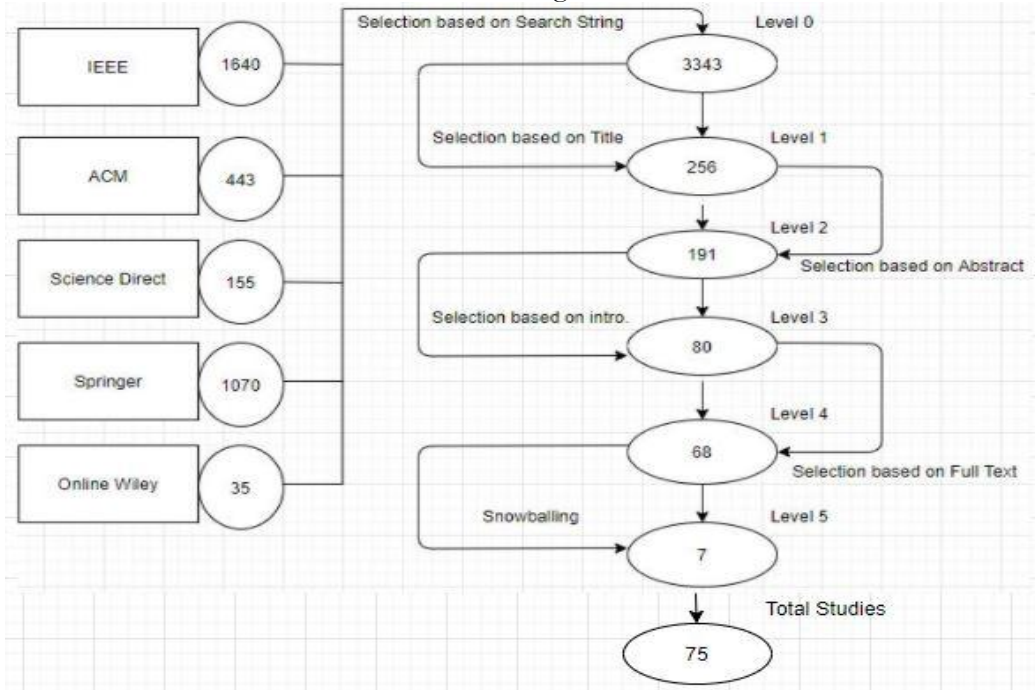 Selection based on Search String
Level 0
IEEE
1640
3343
Selection based on Title
Level 1
ACM
443
256
Level 2
Science Direct
155
191
Selection based on Abstract
Selection based on intro.
Level 3
80
Springer
1070
Level 4
68
Selection based on Full Text
Online Wiley
35
Snowballing
Level 5
7
Total Studies
75